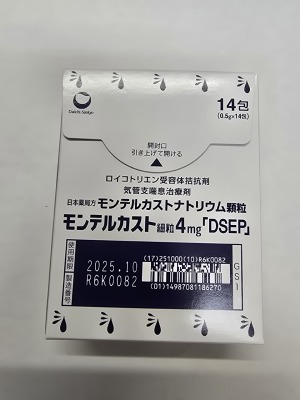 Daiichi-Sankyo
14包
(0.5g×14包)
開封口
引き上げて開ける
ロイコトリエン受容体拮抗剤
気管支喘息治療剤
日本薬局方 モンテルカストナトリウム顆粒
モンテルカスト細粒4mg「DSEP」
使用期限 2025.10
製造番号 R6K0082
(17)251000(10)R6K0082
(01)14987081186270
GS-1